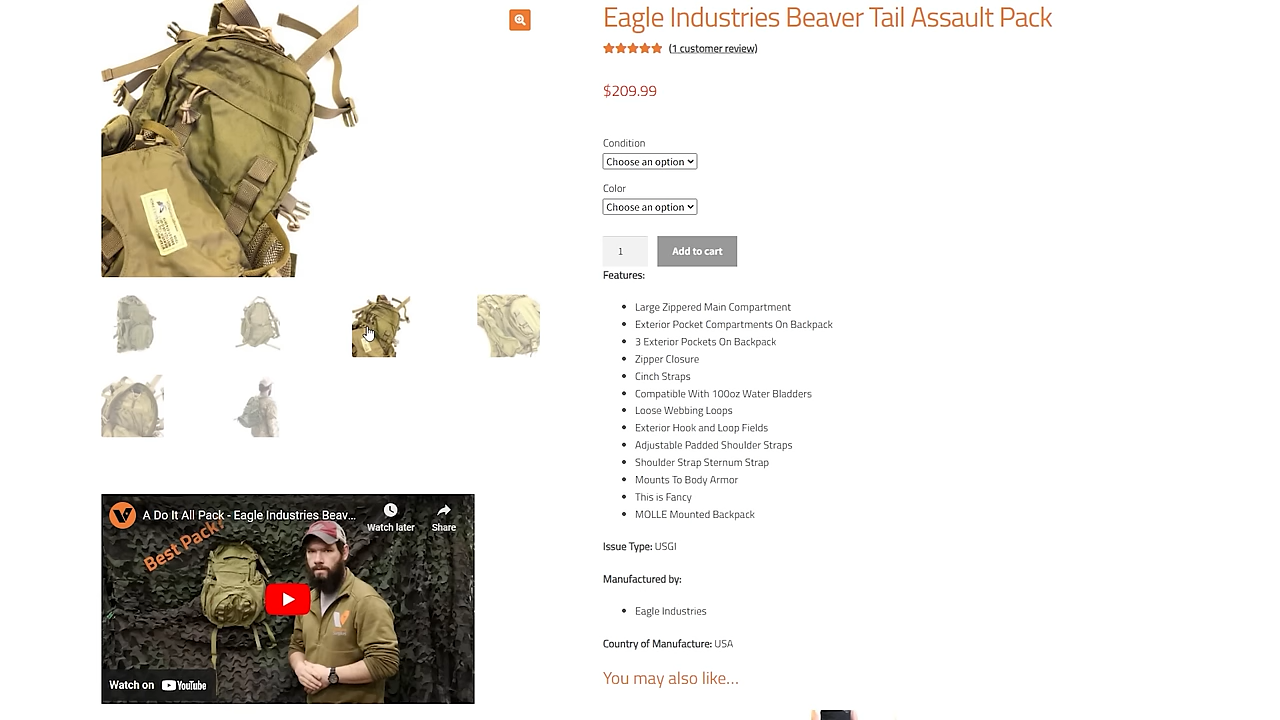 Eagle Industries Beaver Tail Assault Pack
(1 customer review)
$209.99
Condition
Choose an option
Color
Choose an option
1
Add to cart
Features:
Large Zippered Main Compartment
Exterior Pocket Compartments On Backpack
3 Exterior Pockets On Backpack
Zipper Closure
Cinch Straps
Compatible With 100oz Water Bladders
Loose Webbing Loops
Exterior Hook and Loop Fields
Adjustable Padded Shoulder Straps
Shoulder Strap Sternum Strap
Mounts To Body Armor
This is Fancy
MOLLE Mounted Backpack
Issue Type: USGI
Manufactured by:
Eagle Industries
Country of Manufacture: USA
You may also like…
A Do It All Pack - Eagle Industries Beav...
Watch later
Share
Best Pack?
Watch on YouTube